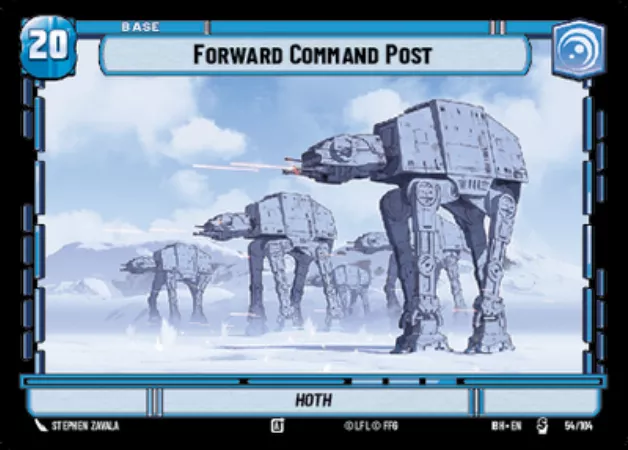 BASE
20
FORWARD COMMAND POST
HOTH
STEPHEN ZAVALA
A
© LFL © FFG
BH • EN
S
54/104